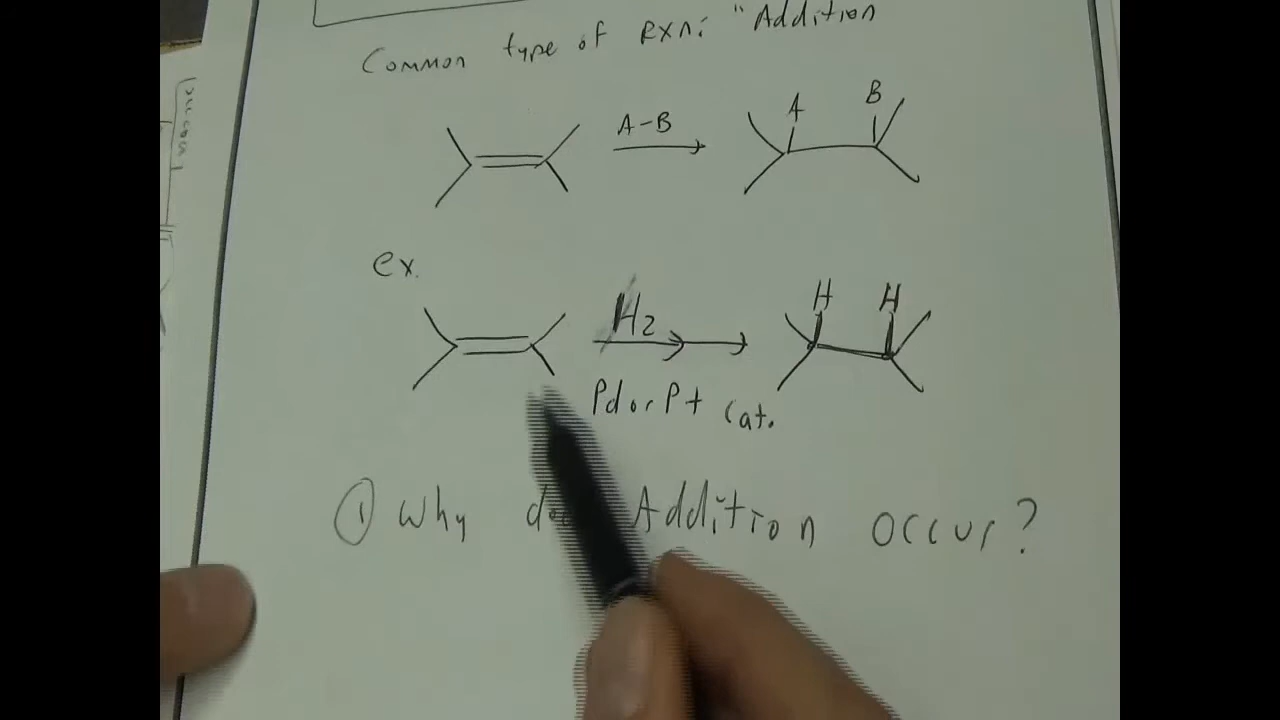 Common type of rxn: "Addition
A-B
A B
ex.
H2
H H
Pd or Pt cat.
① Why Addition occur?